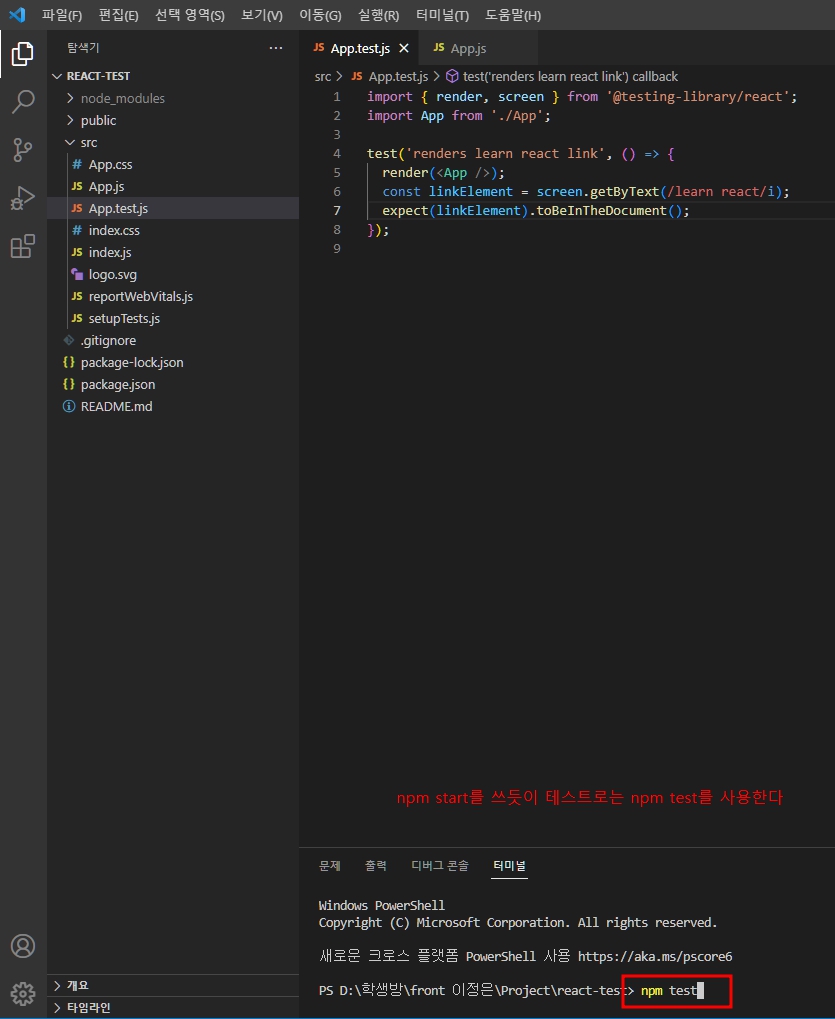 파일(F) 편집(E) 선택 영역(S) 보기(V) 이동(G) 실행(R) 터미널(T) 도움말(H)
탐색기 ···
REACT-TEST
node_modules
public
src
# App.css
JS App.js
JS App.test.js
# index.css
JS index.js
logo.svg
JS reportWebVitals.js
JS setupTests.js
.gitignore
{} package-lock.json
{} package.json
README.md
개요
타임라인
JS App.test.js JS App.js
src > JS App.test.js > test('renders learn react link') callback
1 import { render, screen } from '@testing-library/react';
2 import App from './App';
3
4 test('renders learn react link', () => {
5 render(<App />);
6 const linkElement = screen.getByText(/learn react/i);
7 expect(linkElement).toBeInTheDocument();
8 });
9
npm start를 쓰듯이 테스트로는 npm test를 사용한다
문제 출력 디버그 콘솔 터미널
Windows PowerShell
Copyright (C) Microsoft Corporation. All rights reserved.
새로운 크로스 플랫폼 PowerShell 사용 https://aka.ms/pscore6
PS D:\학생방\front 이정은\Project\react-test> npm test